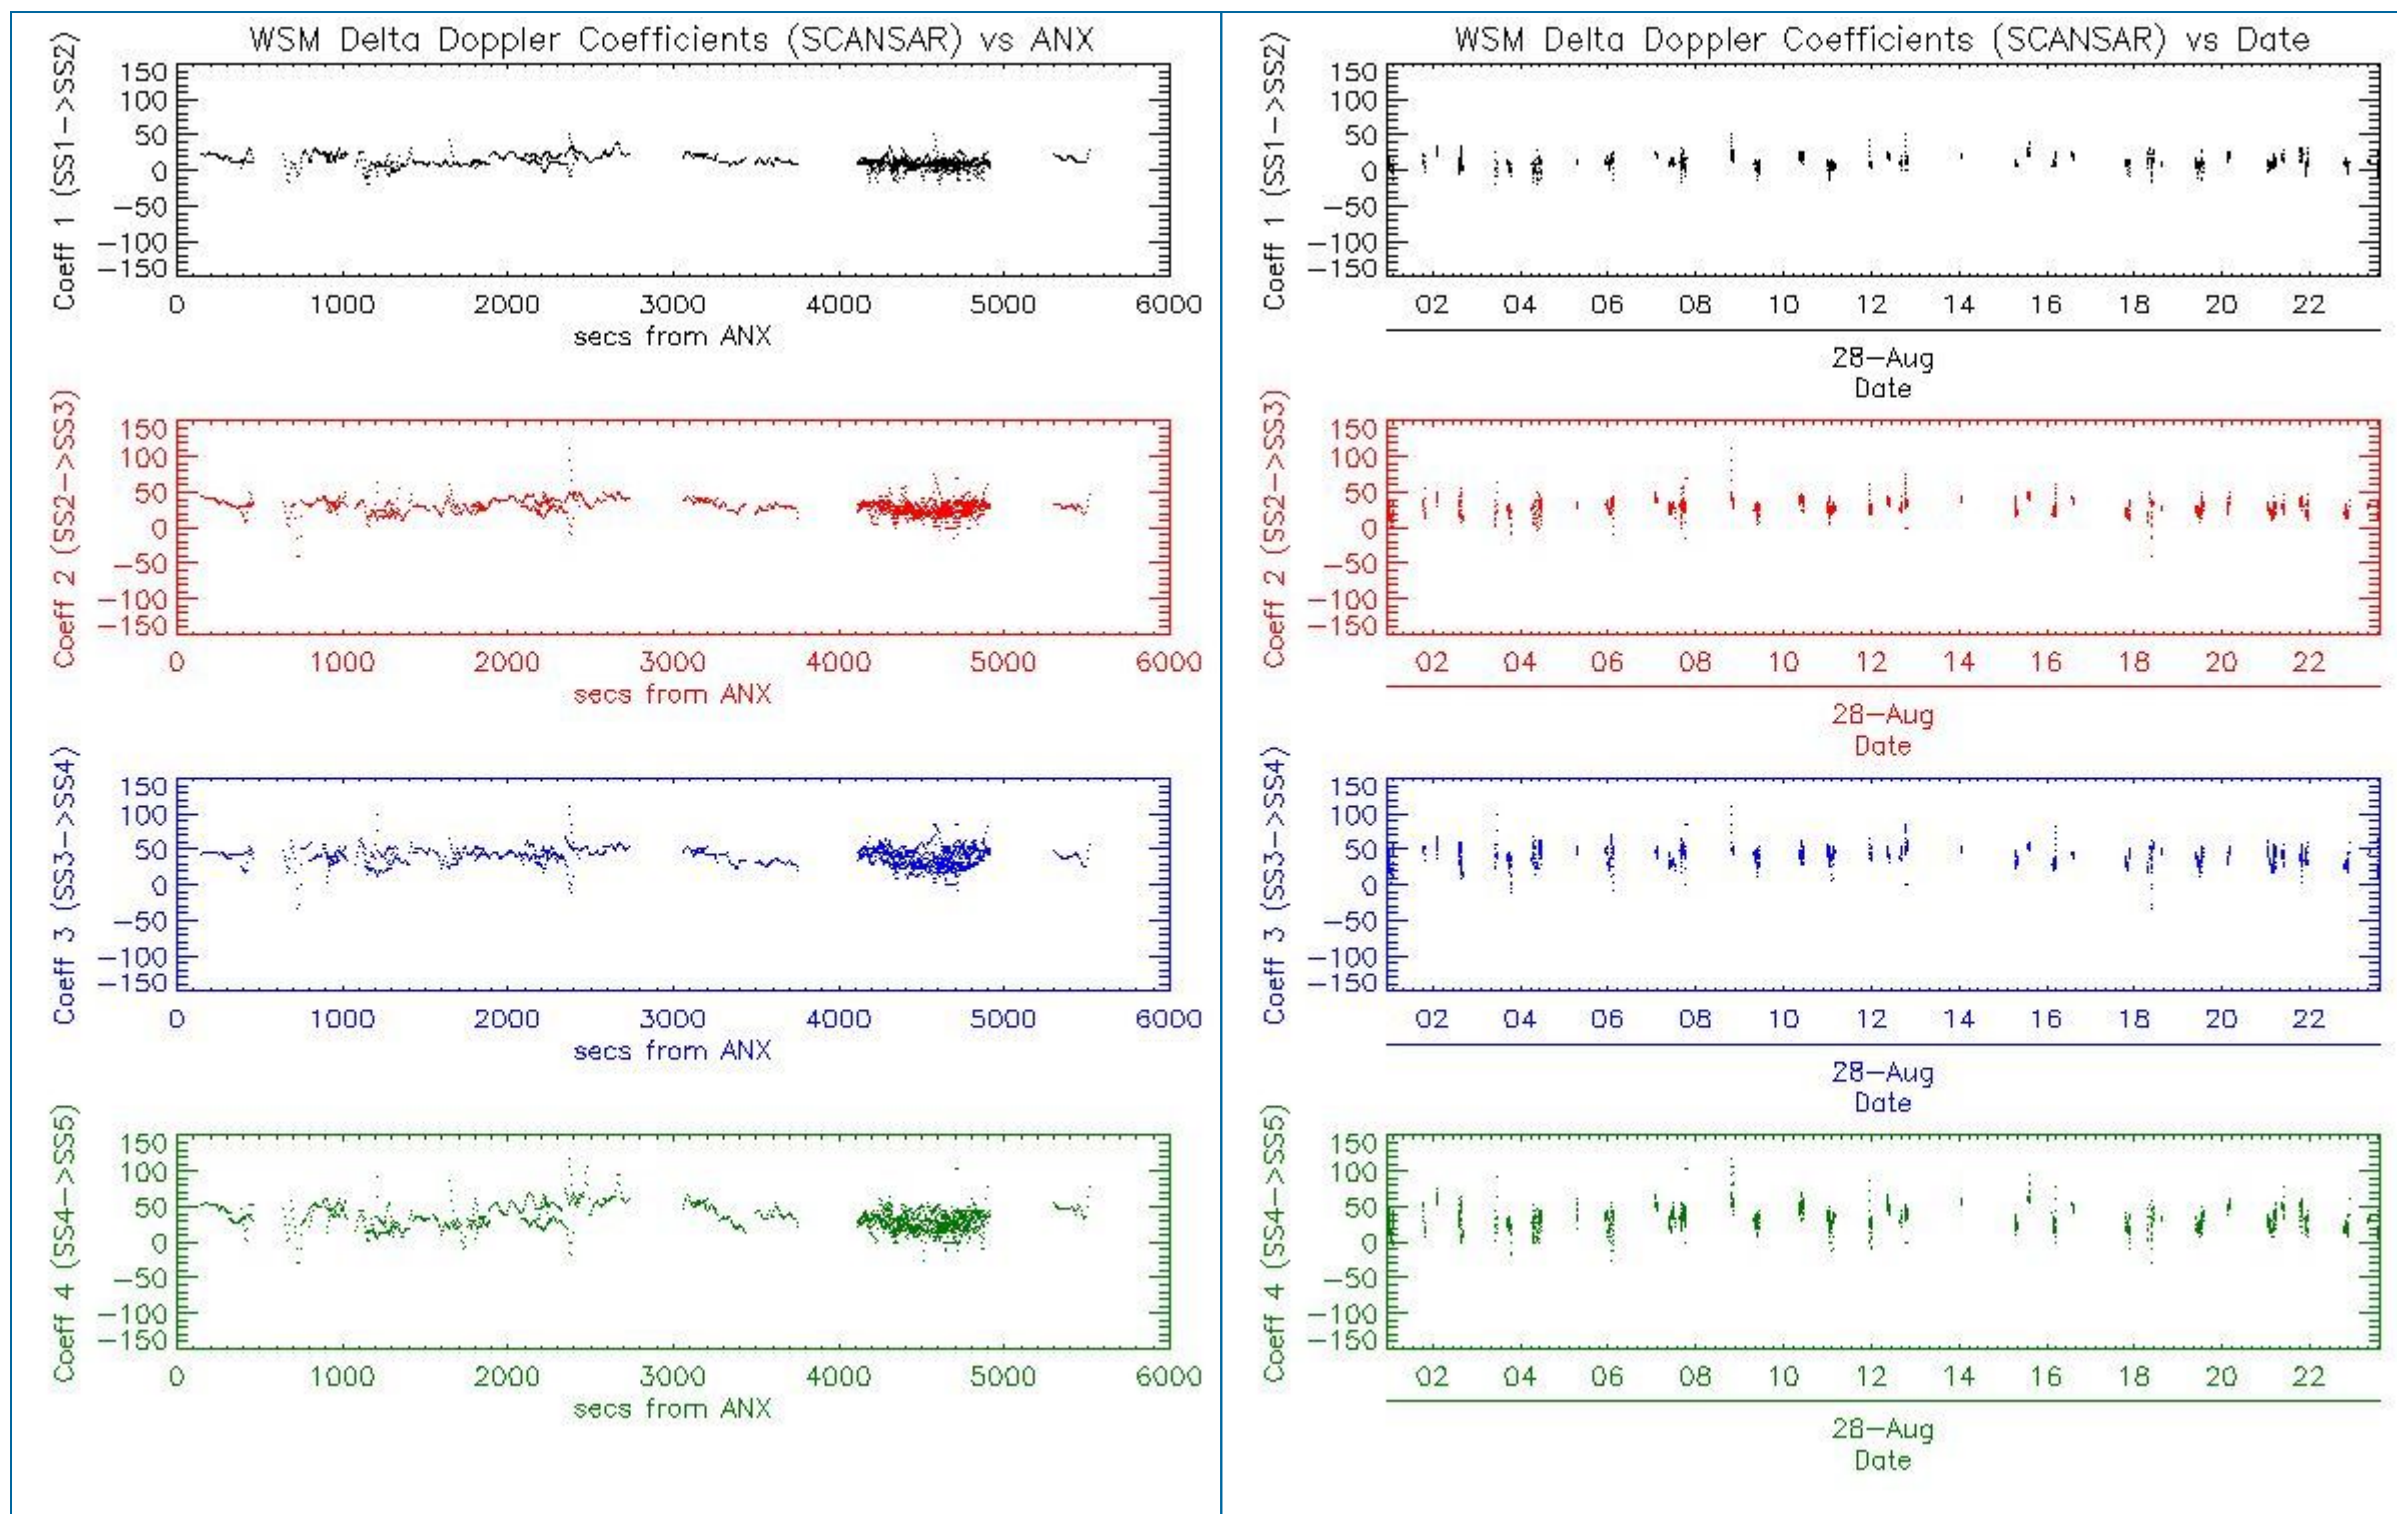 WSM Delta Doppler Coefficients (SCANSAR) vs ANX
Coeff 1 (SS1->SS2)
150
100
50
0
-50
-100
-150
0 1000 2000 3000 4000 5000 6000
secs from ANX
Coeff 2 (SS2->SS3)
150
100
50
0
-50
-100
-150
0 1000 2000 3000 4000 5000 6000
secs from ANX
Coeff 3 (SS3->SS4)
150
100
50
0
-50
-100
-150
0 1000 2000 3000 4000 5000 6000
secs from ANX
Coeff 4 (SS4->SS5)
150
100
50
0
-50
-100
-150
0 1000 2000 3000 4000 5000 6000
secs from ANX
WSM Delta Doppler Coefficients (SCANSAR) vs Date
Coeff 1 (SS1->SS2)
150
100
50
0
-50
-100
-150
02 04 06 08 10 12 14 16 18 20 22
28-Aug
Date
Coeff 2 (SS2->SS3)
150
100
50
0
-50
-100
-150
02 04 06 08 10 12 14 16 18 20 22
28-Aug
Date
Coeff 3 (SS3->SS4)
150
100
50
0
-50
-100
-150
02 04 06 08 10 12 14 16 18 20 22
28-Aug
Date
Coeff 4 (SS4->SS5)
150
100
50
0
-50
-100
-150
02 04 06 08 10 12 14 16 18 20 22
28-Aug
Date